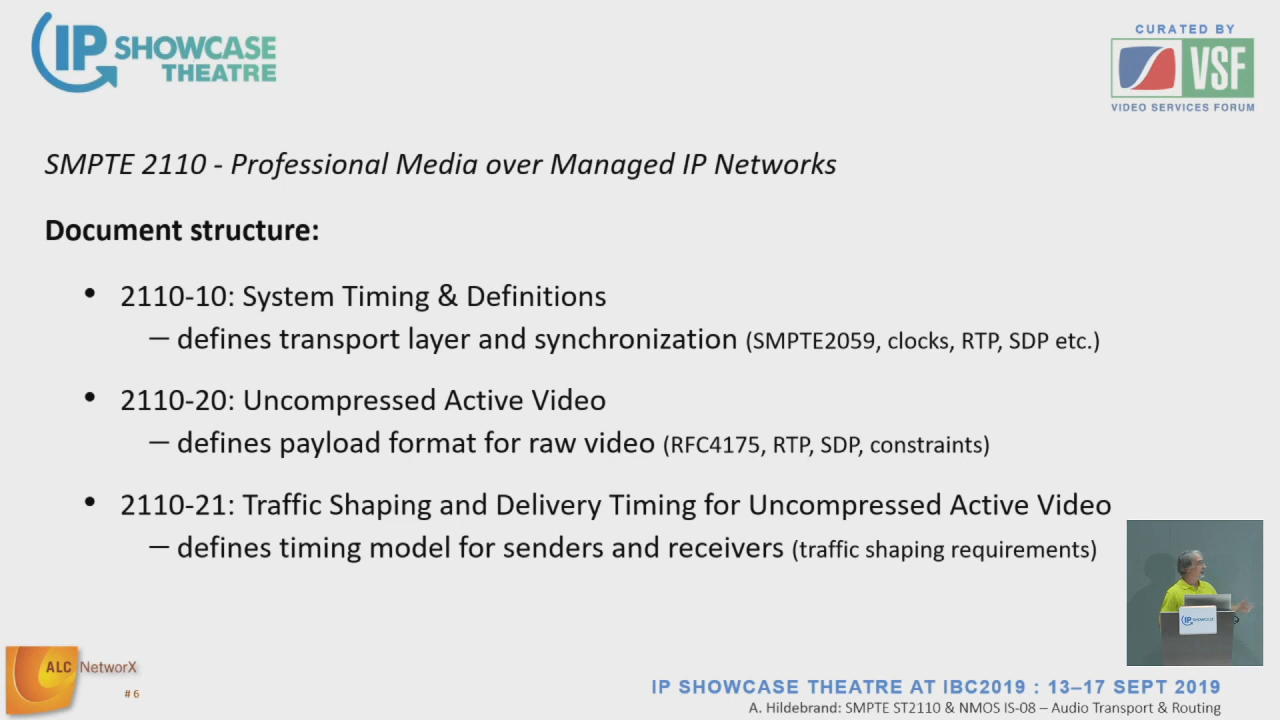 IP SHOWCASE
THEATRE
CURATED BY
VSF
VIDEO SERVICES FORUM
SMPTE 2110 - Professional Media over Managed IP Networks
Document structure:
• 2110-10: System Timing & Definitions
– defines transport layer and synchronization (SMPTE2059, clocks, RTP, SDP etc.)
• 2110-20: Uncompressed Active Video
– defines payload format for raw video (RFC4175, RTP, SDP, constraints)
• 2110-21: Traffic Shaping and Delivery Timing for Uncompressed Active Video
– defines timing model for senders and receivers (traffic shaping requirements)
IP SHOWCASE
ALC NetworX
# 6
IP SHOWCASE THEATRE AT IBC2019 : 13–17 SEPT 2019
A. Hildebrand: SMPTE ST2110 & NMOS IS-08 – Audio Transport & Routing